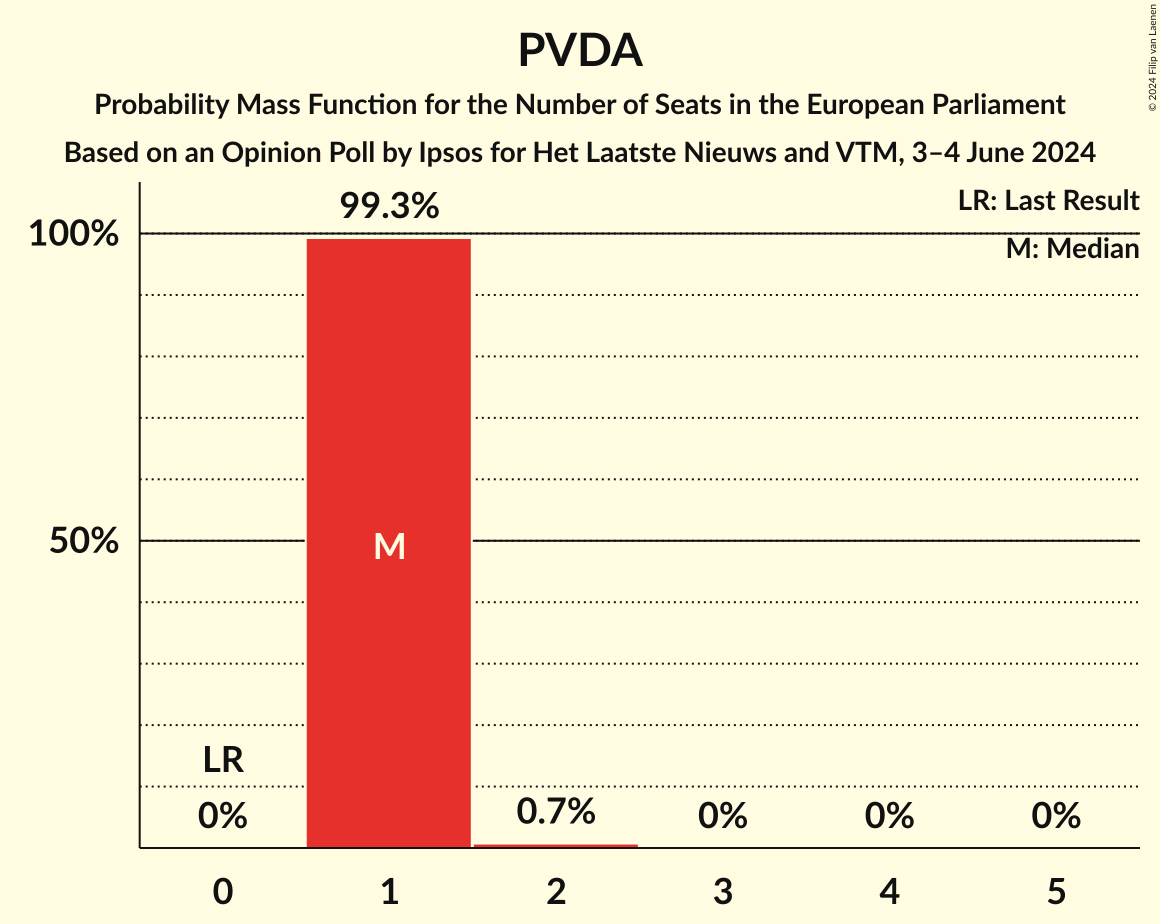 PVDA
Probability Mass Function for the Number of Seats in the European Parliament
Based on an Opinion Poll by Ipsos for Het Laatste Nieuws and VTM, 3–4 June 2024
© 2024 Filip van Laenen
LR: Last Result
M: Median
99.3%
100%
50%
M
LR
0%
0.7%
0%
0%
0%
0 1 2 3 4 5